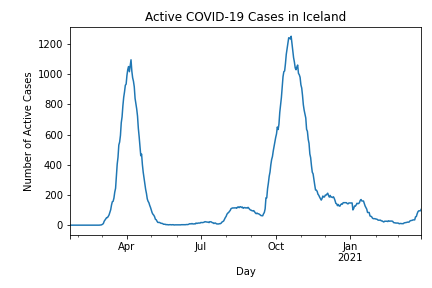 Active COVID-19 Cases in Iceland
1200
1000
800
600
400
200
0
Number of Active Cases
Apr
Jul
Oct
Jan
2021
Day